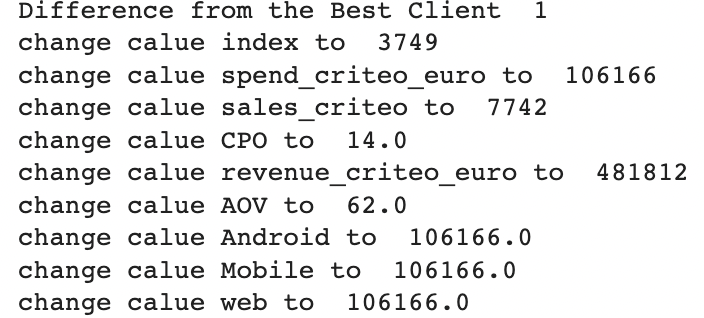 Difference from the Best Client  1
change calue index to  3749
change calue spend_criteo_euro to  106166
change calue sales_criteo to  7742
change calue CPO to  14.0
change calue revenue_criteo_euro to  481812
change calue AOV to  62.0
change calue Android to  106166.0
change calue Mobile to  106166.0
change calue web to  106166.0